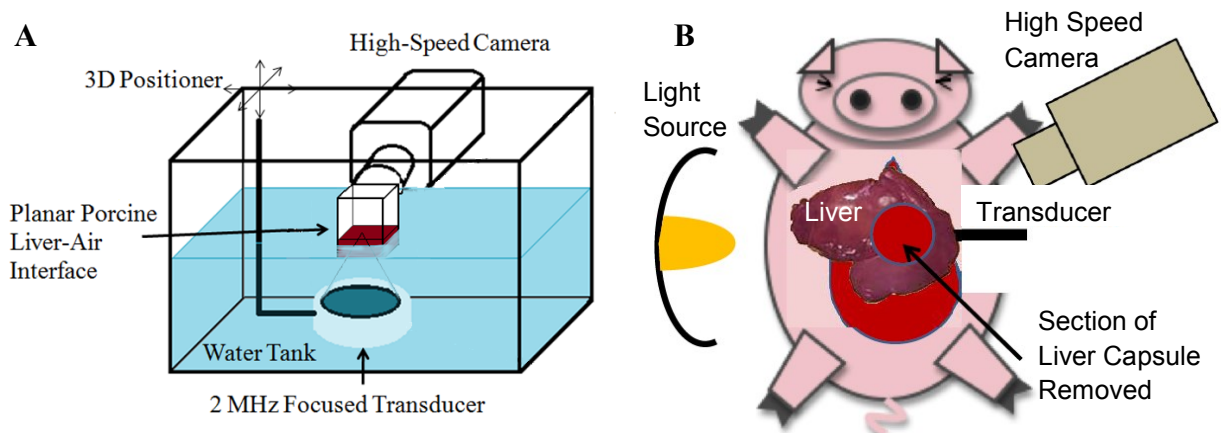 A
High-Speed Camera
3D Positioner
Planar Porcine
Liver-Air
Interface
Water Tank
2 MHz Focused Transducer
B
High Speed
Camera
Light
Source
Liver
Transducer
Section of
Liver Capsule
Removed